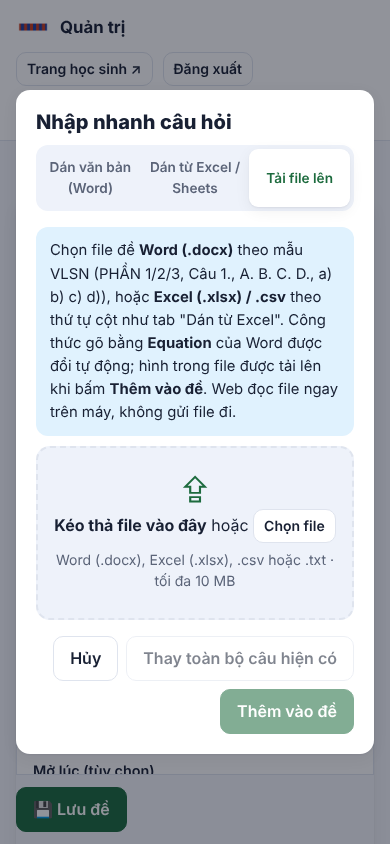 Quản trị
Trang học sinh ↗
Đăng xuất
Nhập nhanh câu hỏi
Dán văn bản
(Word)
Dán từ Excel /
Sheets
Tải file lên
Chọn file đề Word (.docx) theo mẫu
VLSN (PHẦN 1/2/3, Câu 1., A. B. C. D., a)
b) c) d)), hoặc Excel (.xlsx) / .csv theo
thứ tự cột như tab "Dán từ Excel". Công
thức gõ bằng Equation của Word được
đổi tự động; hình trong file được tải lên
khi bấm Thêm vào đề. Web đọc file ngay
trên máy, không gửi file đi.
Kéo thả file vào đây hoặc Chọn file
Word (.docx), Excel (.xlsx), .csv hoặc .txt ·
tối đa 10 MB
Hủy
Thay toàn bộ câu hiện có
Thêm vào đề
Mở lúc (tùy chọn)
💾 Lưu đề